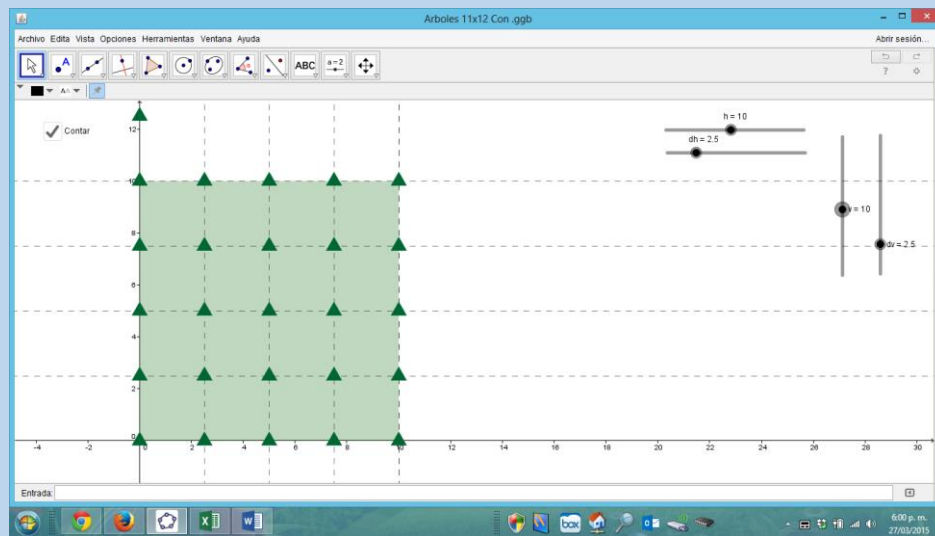 Arboles 11x12 Con .ggb
Archivo Edita Vista Opciones Herramientas Ventana Ayuda
Abrir sesión...
ABC
a=2
?
AA
Contar
h = 10
dh = 2.5
v = 10
dv = 2.5
12
10
8
6
4
2
0
-4 -2 0 2 4 6 8 10 12 14 16 18 20 22 24 26 28 30
Entrada:
box
6:00 p. m.
27/03/2015